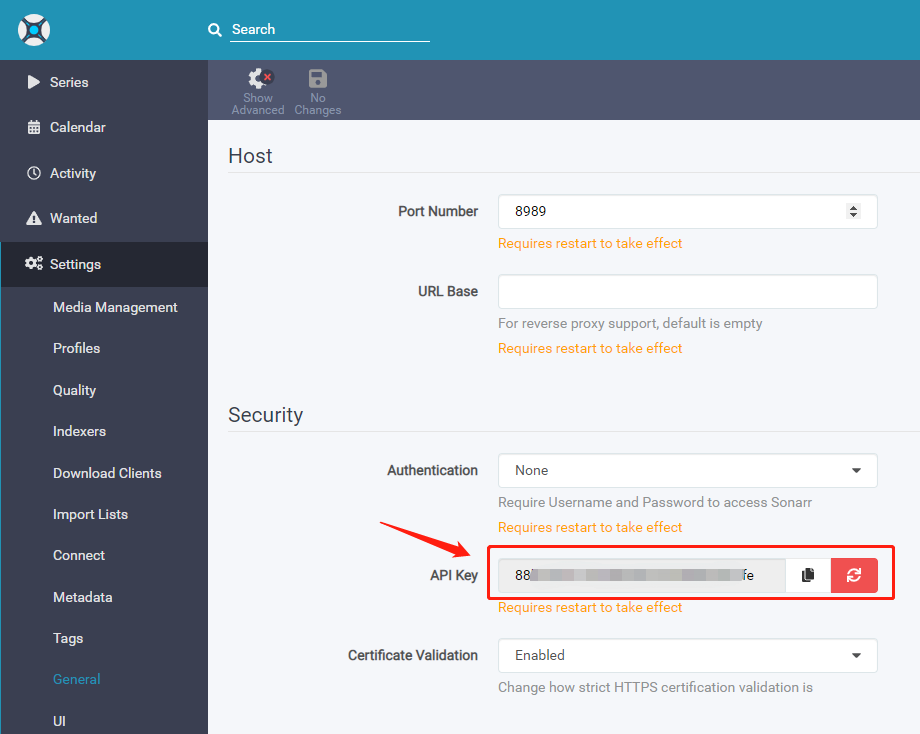 Search
Series
Calendar
Activity
Wanted
Settings
Media Management
Profiles
Quality
Indexers
Download Clients
Import Lists
Connect
Metadata
Tags
General
UI
Show
Advanced
No
Changes
Host
Port Number
8989
Requires restart to take effect
URL Base
For reverse proxy support, default is empty
Requires restart to take effect
Security
Authentication
None
Require Username and Password to access Sonarr
Requires restart to take effect
API Key
88 fe
Requires restart to take effect
Certificate Validation
Enabled
Change how strict HTTPS certification validation is